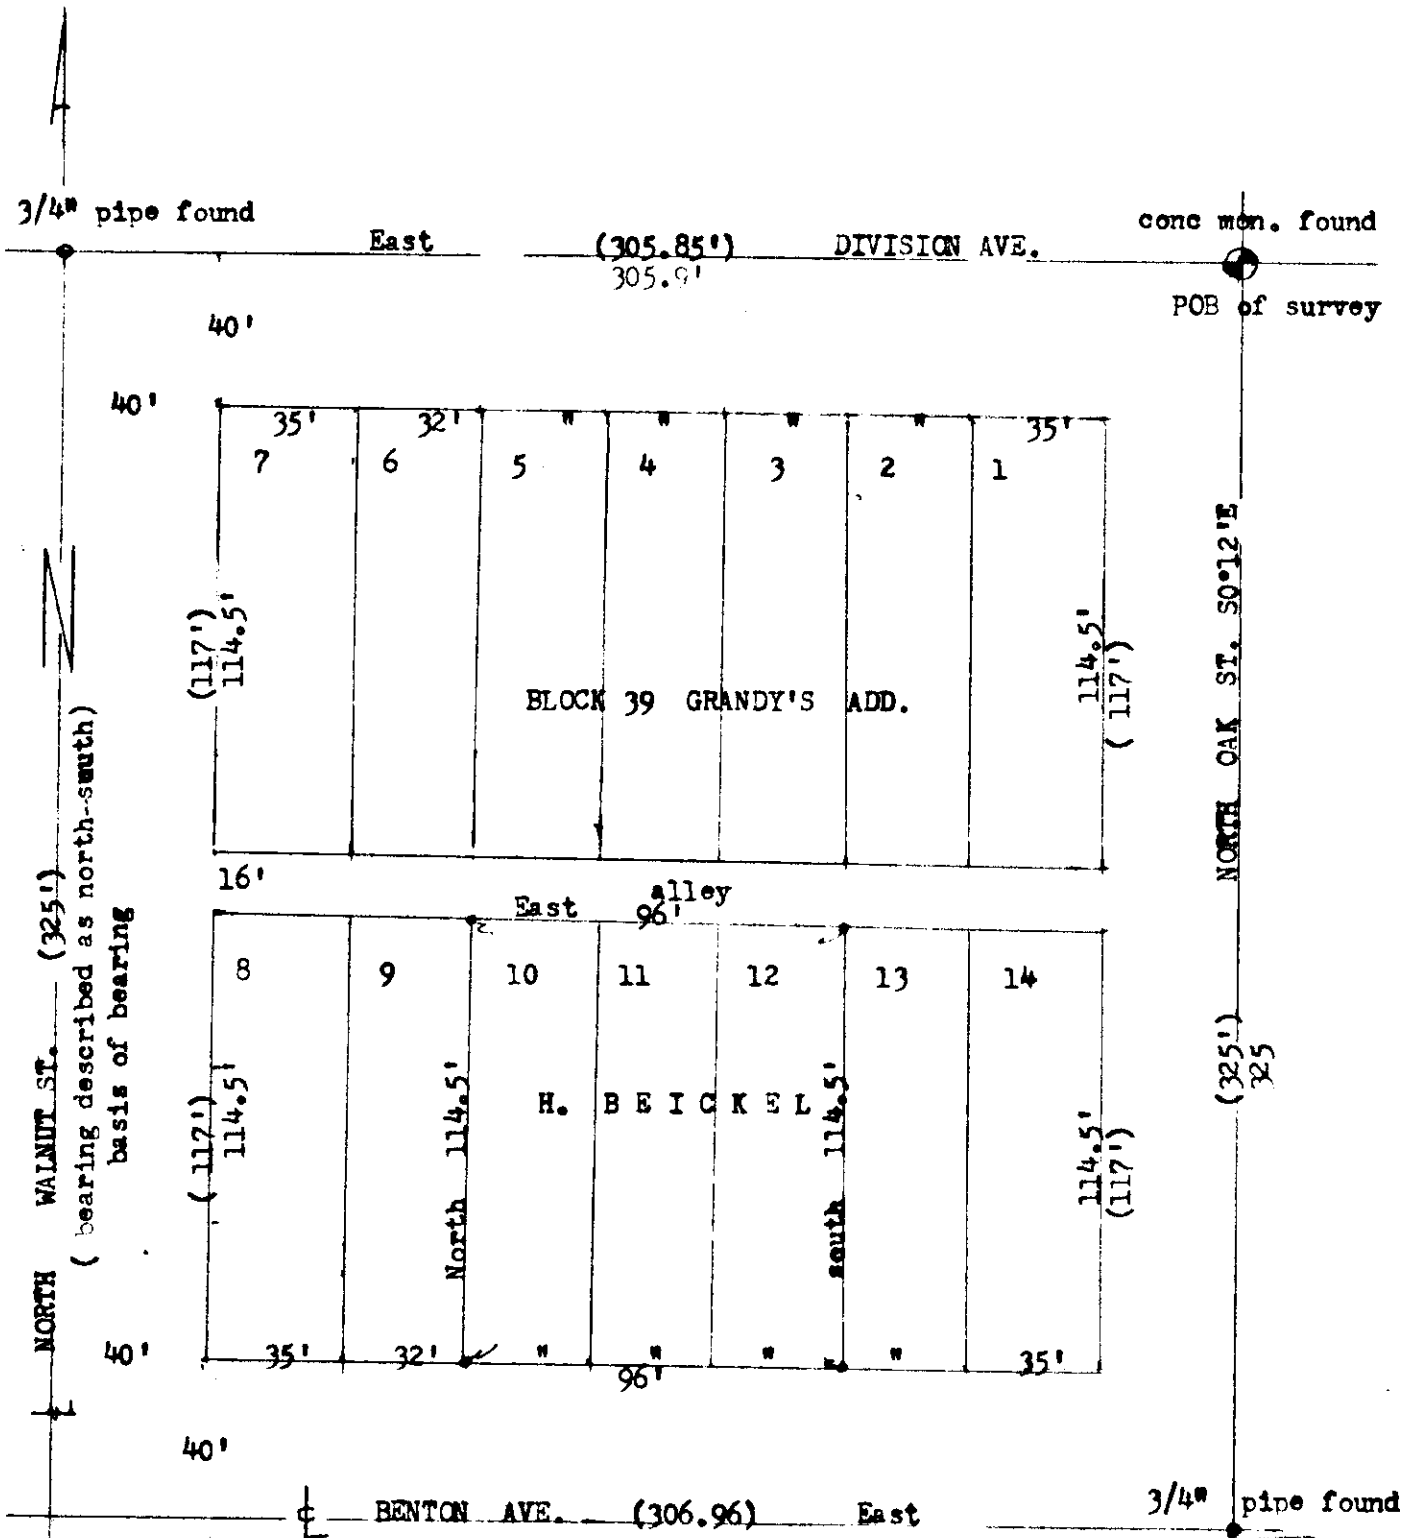 3/4" pipe found
conc mon. found
East (305.85') DIVISION AVE.
305.9'
POB of survey
40'
40'
35' 32' " " " " 35'
7 6 5 4 3 2 1
NORTH OAK ST. S0°12'E
(325')
325
N
(117')
114.5'
114.5'
(117')
BLOCK 39 GRANDY'S ADD.
16'
alley
East 96'
NORTH WALNUT ST. (325')
(bearing described as north-south)
basis of bearing
8 9 10 11 12 13 14
(117')
114.5'
North 114.5'
H. BEICKEL
south 114.5'
114.5'
(117')
40'
35' 32' " " " " 35'
96'
40'
3/4" pipe found
BENTON AVE. (306.96) East